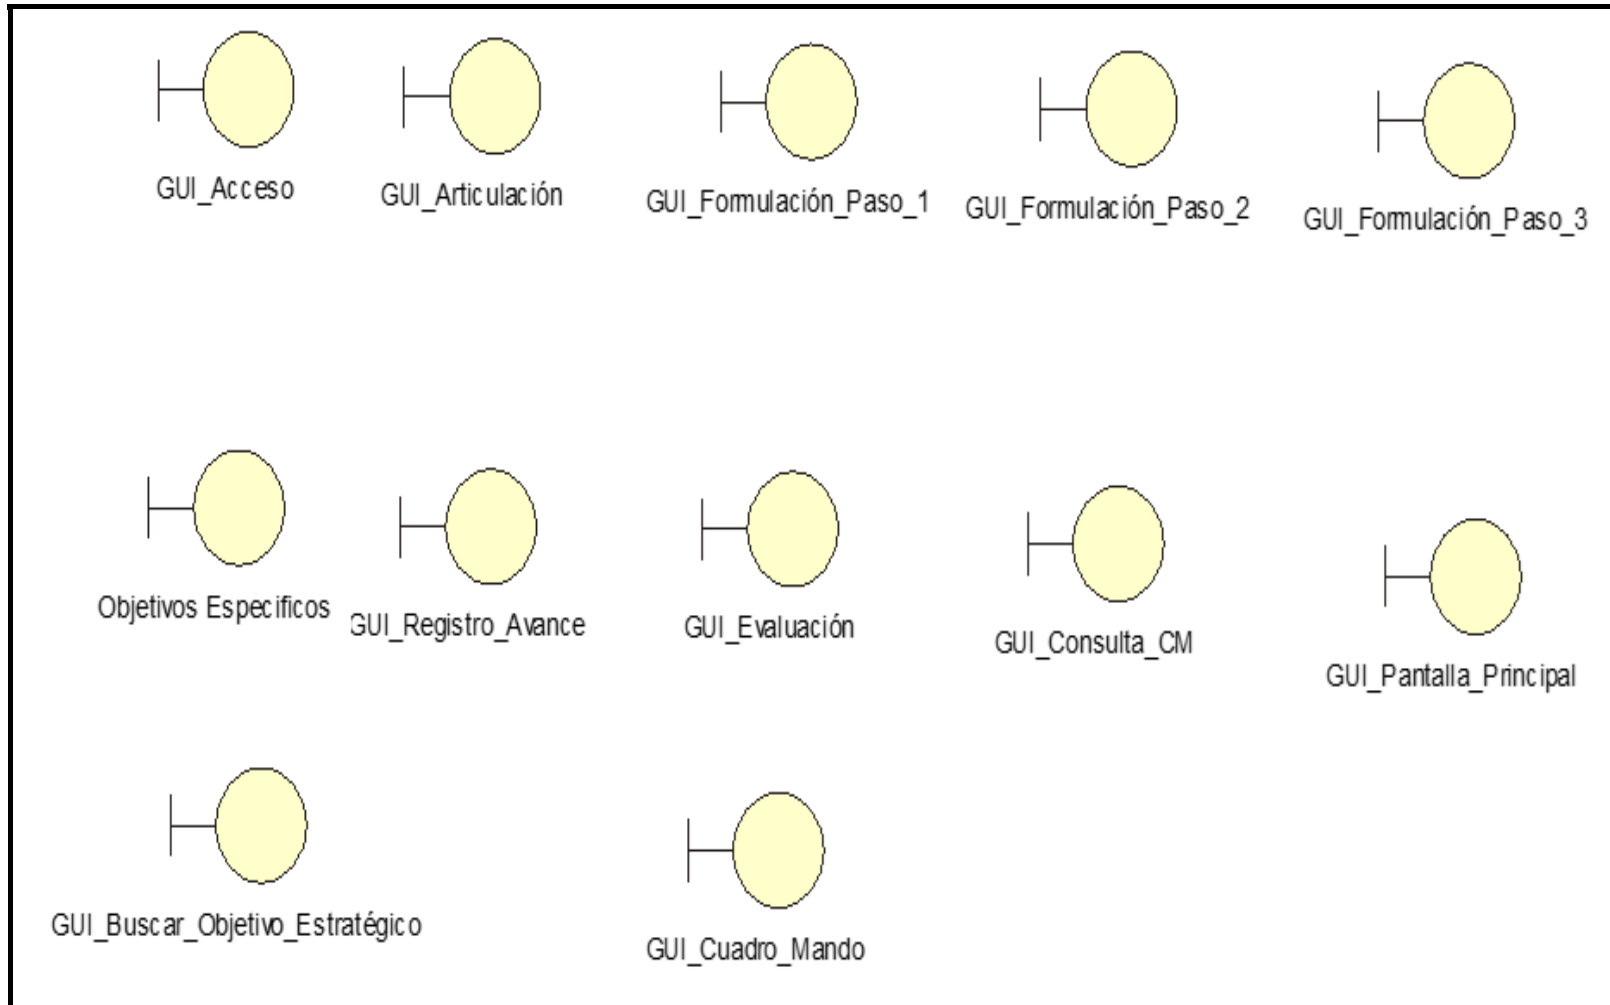 GUI_Acceso
GUI_Articulación
GUI_Formulación_Paso_1
GUI_Formulación_Paso_2
GUI_Formulación_Paso_3
Objetivos Especificos
GUI_Registro_Avance
GUI_Evaluación
GUI_Consulta_CM
GUI_Pantalla_Principal
GUI_Buscar_Objetivo_Estratégico
GUI_Cuadro_Mando